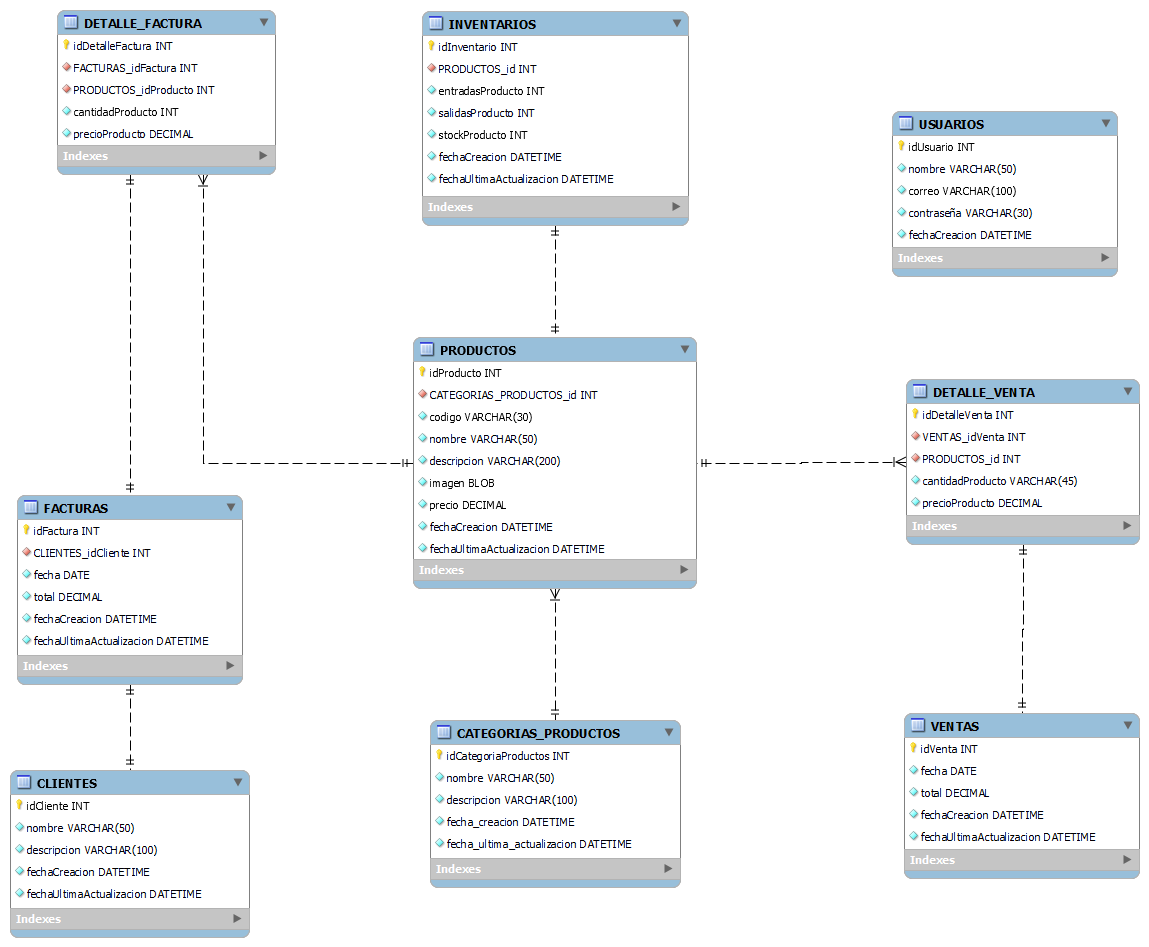 DETALLE_FACTURA
idDetalleFactura INT
FACTURAS_idFactura INT
PRODUCTOS_idProducto INT
cantidadProducto INT
precioProducto DECIMAL
Indexes
INVENTARIOS
idInventario INT
PRODUCTOS_id INT
entradasProducto INT
salidasProducto INT
stockProducto INT
fechaCreacion DATETIME
fechaUltimaActualizacion DATETIME
Indexes
USUARIOS
idUsuario INT
nombre VARCHAR(50)
correo VARCHAR(100)
contraseña VARCHAR(30)
fechaCreacion DATETIME
Indexes
PRODUCTOS
idProducto INT
CATEGORIAS_PRODUCTOS_id INT
codigo VARCHAR(30)
nombre VARCHAR(50)
descripcion VARCHAR(200)
imagen BLOB
precio DECIMAL
fechaCreacion DATETIME
fechaUltimaActualizacion DATETIME
Indexes
DETALLE_VENTA
idDetalleVenta INT
VENTAS_idVenta INT
PRODUCTOS_id INT
cantidadProducto VARCHAR(45)
precioProducto DECIMAL
Indexes
FACTURAS
idFactura INT
CLIENTES_idCliente INT
fecha DATE
total DECIMAL
fechaCreacion DATETIME
fechaUltimaActualizacion DATETIME
Indexes
CLIENTES
idCliente INT
nombre VARCHAR(50)
descripcion VARCHAR(100)
fechaCreacion DATETIME
fechaUltimaActualizacion DATETIME
Indexes
CATEGORIAS_PRODUCTOS
idCategoriaProductos INT
nombre VARCHAR(50)
descripcion VARCHAR(100)
fecha_creacion DATETIME
fecha_ultima_actualizacion DATETIME
Indexes
VENTAS
idVenta INT
fecha DATE
total DECIMAL
fechaCreacion DATETIME
fechaUltimaActualizacion DATETIME
Indexes